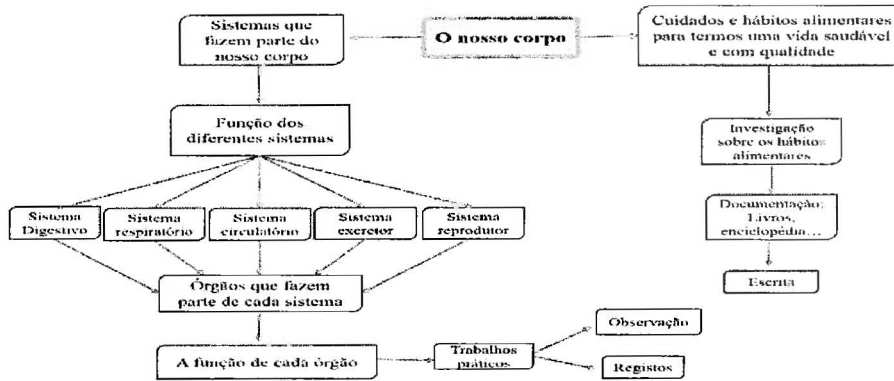 O nosso corpo
Sistemas que
fazem parte do
nosso corpo
Cuidados e hábitos alimentares
para termos uma vida saudável
e com qualidade
Função dos
diferentes sistemas
Investigação
sobre os hábitos
alimentares
Sistema
Digestivo
Sistema
respiratório
Sistema
circulatório
Sistema
excretor
Sistema
reprodutor
Documentação:
Livros,
enciclopédia...
Órgãos que fazem
parte de cada sistema
Escrita
A função de cada órgão
Trabalhos
práticos
Observação
Registos